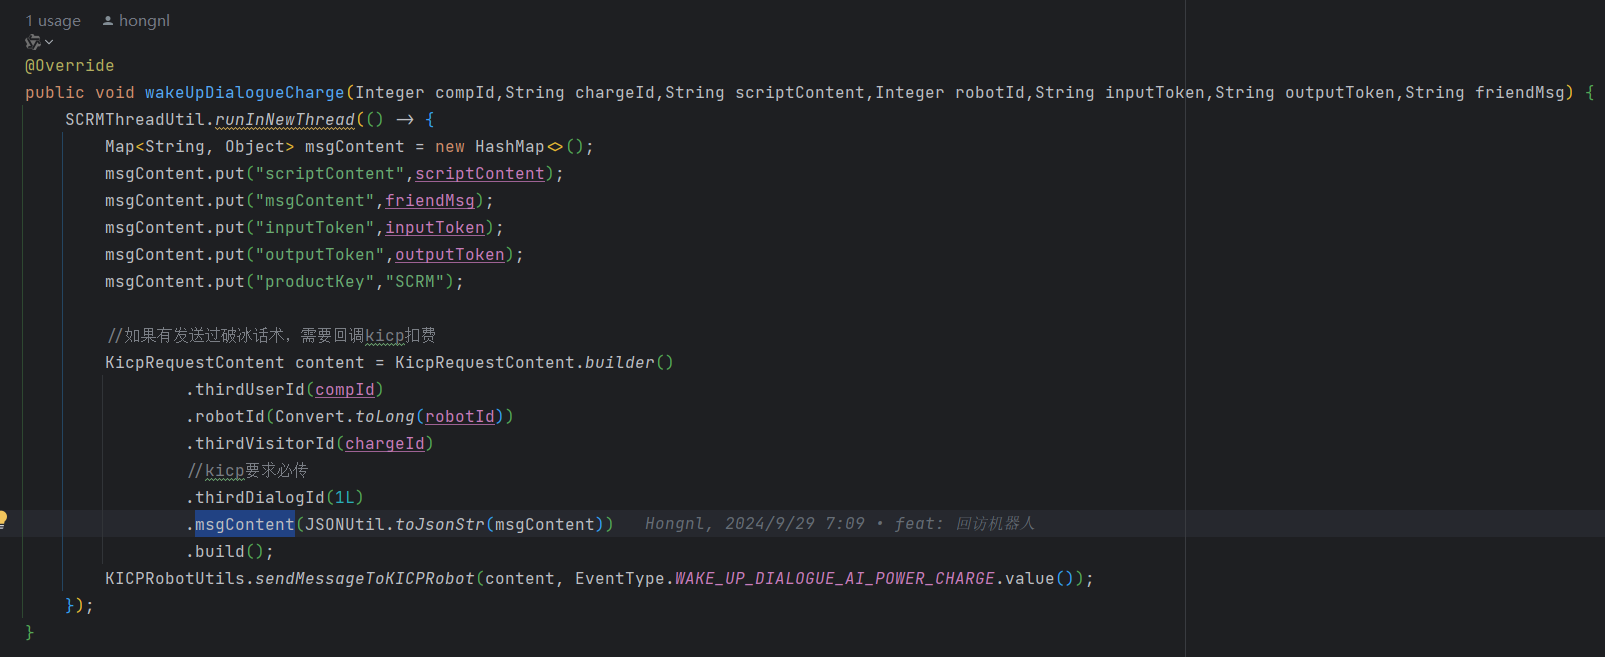 1 usage hongnl
@Override
public void wakeUpDialogueCharge(Integer compId,String chargeId,String scriptContent,Integer robotId,String inputToken,String outputToken,String friendMsg) {
SCRMThreadUtil.runInNewThread(() -> {
Map<String, Object> msgContent = new HashMap<>();
msgContent.put("scriptContent",scriptContent);
msgContent.put("msgContent",friendMsg);
msgContent.put("inputToken",inputToken);
msgContent.put("outputToken",outputToken);
msgContent.put("productKey","SCRM");
//如果有发送过破冰话术，需要回调kicp扣费
KicpRequestContent content = KicpRequestContent.builder()
.thirdUserId(compId)
.robotId(Convert.toLong(robotId))
.thirdVisitorId(chargeId)
//kicp要求必传
.thirdDialogId(1L)
.msgContent(JSONUtil.toJsonStr(msgContent)) Hongnl, 2024/9/29 7:09 • feat: 回访机器人
.build();
KICPRobotUtils.sendMessageToKICPRobot(content, EventType.WAKE_UP_DIALOGUE_AI_POWER_CHARGE.value());
});
}